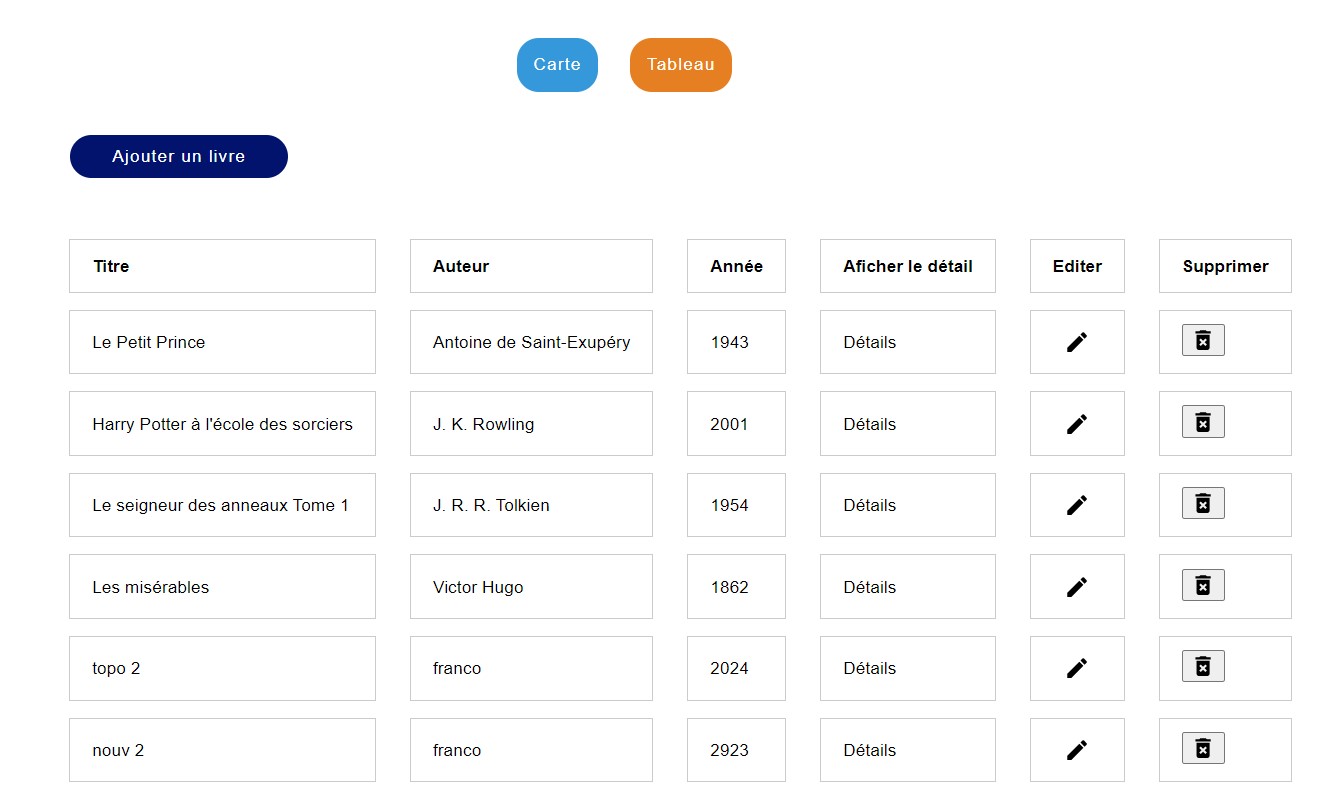 Carte Tableau
Ajouter un livre
Titre Auteur Année Aficher le détail Editer Supprimer
Le Petit Prince Antoine de Saint-Exupéry 1943 Détails
Harry Potter à l'école des sorciers J. K. Rowling 2001 Détails
Le seigneur des anneaux Tome 1 J. R. R. Tolkien 1954 Détails
Les misérables Victor Hugo 1862 Détails
topo 2 franco 2024 Détails
nouv 2 franco 2923 Détails